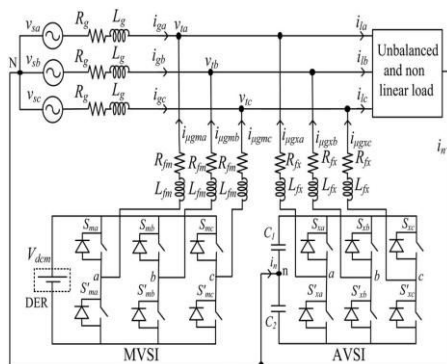 v_sa R_g L_g i_ga v_ta i_la
N v_sb R_g L_g i_gb v_tb i_lb
v_sc R_g L_g i_gc v_tc i_lc
Unbalanced
and non
linear load
i_n
i_μgma i_μgmb i_μgmc i_μgxa i_μgxb i_μgxc
R_fm R_fm R_fm R_fx R_fx R_fx
L_fm L_fm L_fm L_fx L_fx L_fx
S_ma S_mb S_mc S_xa S_xb S_xc
V_dcm a b c C_1 i_n n a b c
DER S'_ma S'_mb S'_mc C_2 S'_xa S'_xb S'_xc
MVSI AVSI